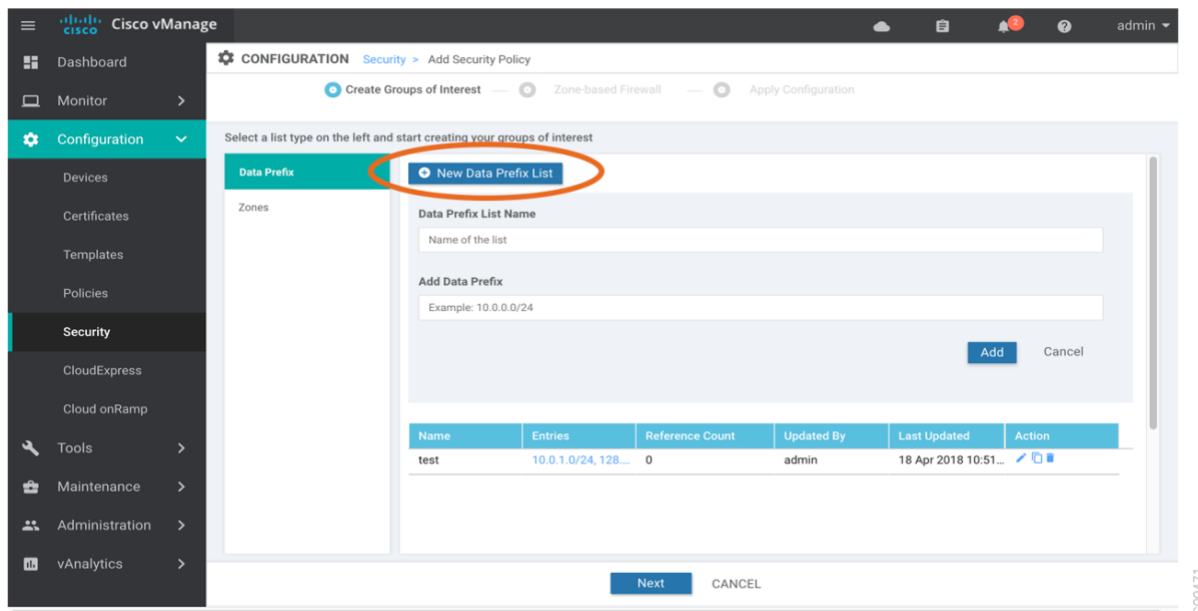 cisco Cisco vManage
2
admin
Dashboard
Monitor
Configuration
Devices
Certificates
Templates
Policies
Security
CloudExpress
Cloud onRamp
Tools
Maintenance
Administration
vAnalytics
CONFIGURATION Security > Add Security Policy
Create Groups of Interest Zone-based Firewall Apply Configuration
Select a list type on the left and start creating your groups of interest
Data Prefix
Zones
New Data Prefix List
Data Prefix List Name
Name of the list
Add Data Prefix
Example: 10.0.0.0/24
Add Cancel
Name Entries Reference Count Updated By Last Updated Action
test 10.0.1.0/24, 128.... 0 admin 18 Apr 2018 10:51...
Next CANCEL